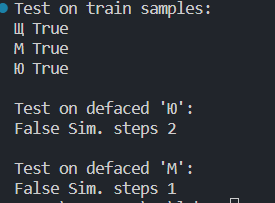 Test on train samples:
Щ True
М True
Ю True
Test on defaced 'Ю':
False Sim. steps 2
Test on defaced 'М':
False Sim. steps 1